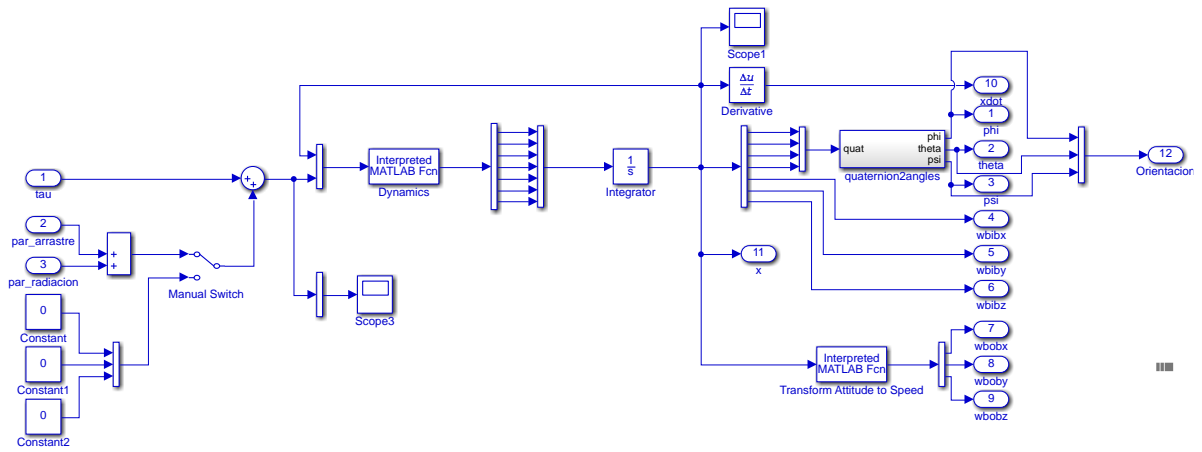 Scope1
Δu
Δt
Derivative
10
xdot
1
phi
phi
theta
psi
quat
quaternion2angles
2
theta
3
psi
12
Orientacion
1
tau
+
+
Interpreted
MATLAB Fcn
Dynamics
1
s
Integrator
2
par_arrastre
3
par_radiacion
+
+
Manual Switch
4
wbibx
5
wbiby
6
wbibz
11
x
Scope3
0
Constant
0
Constant1
0
Constant2
Interpreted
MATLAB Fcn
Transform Attitude to Speed
7
wbobx
8
wboby
9
wbobz